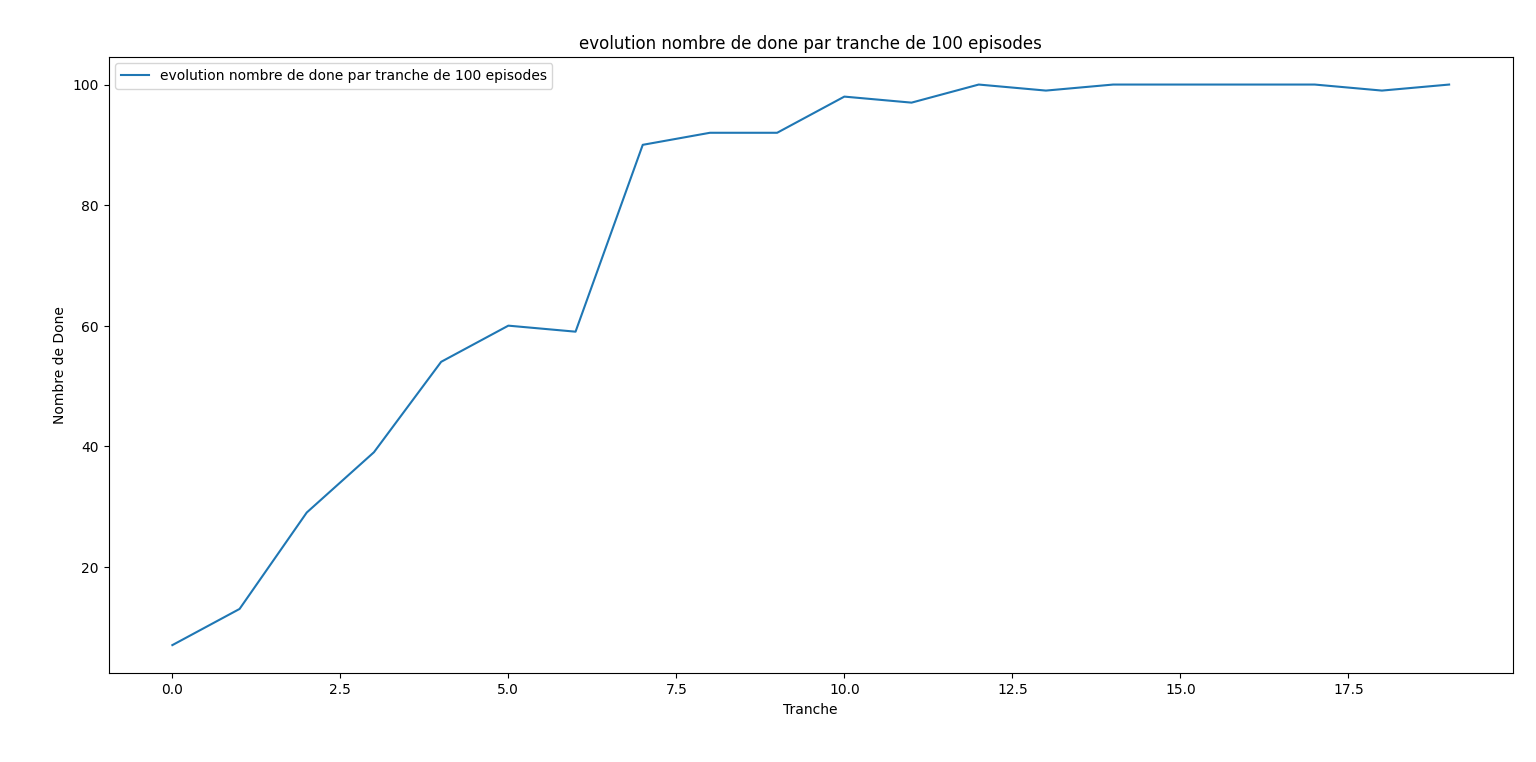 evolution nombre de done par tranche de 100 episodes
evolution nombre de done par tranche de 100 episodes
100
80
60
40
20
Nombre de Done
0.0 2.5 5.0 7.5 10.0 12.5 15.0 17.5
Tranche